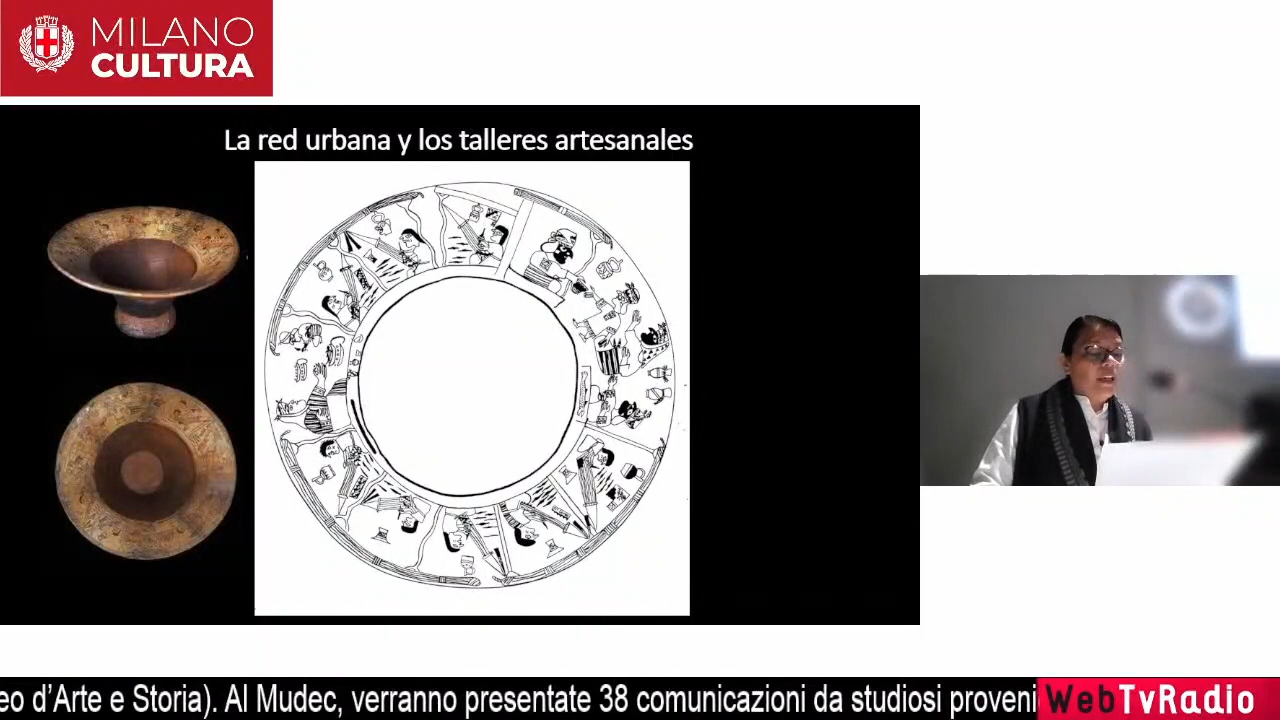 MILANO
CULTURA
La red urbana y los talleres artesanales
eo d'Arte e Storia). Al Mudec, verranno presentate 38 comunicazioni da studiosi proveni
WebTvRadio